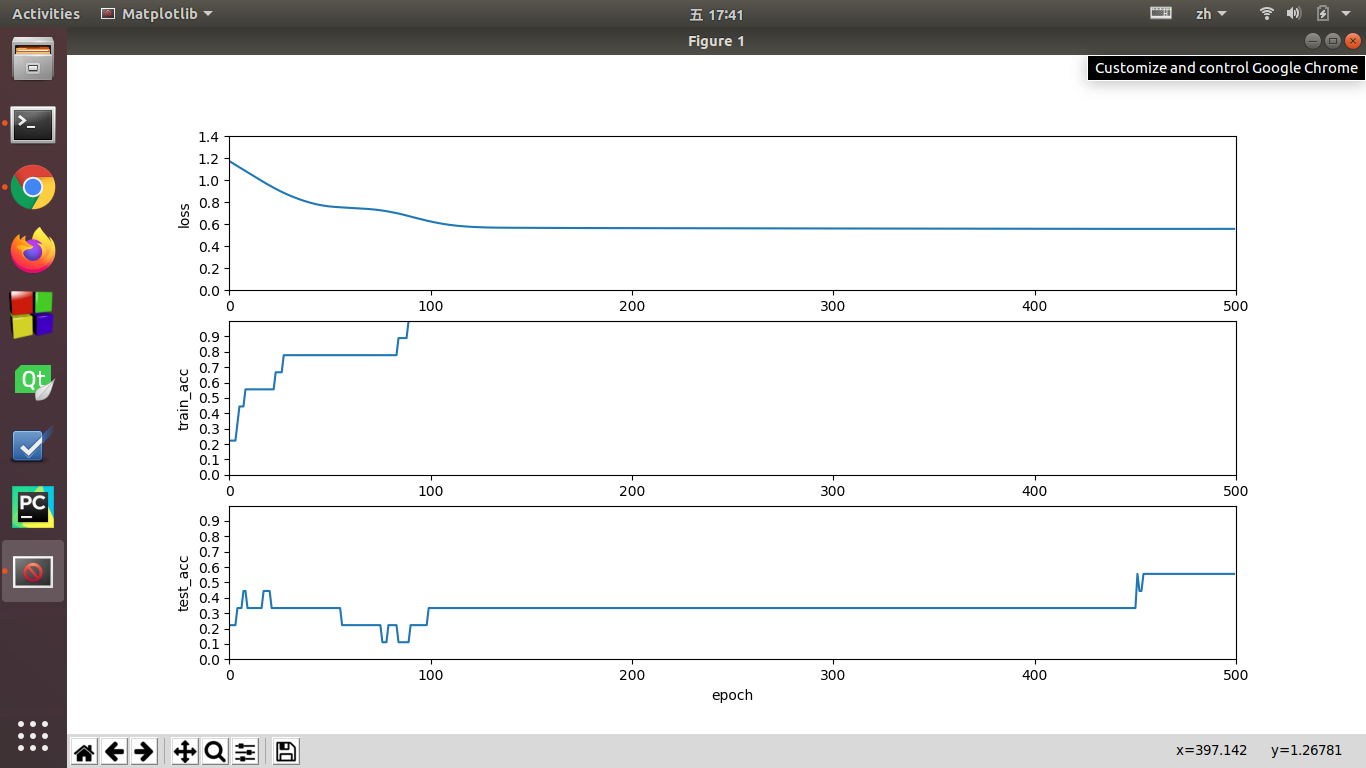 Activities Matplotlib 五 17:41 zh
Figure 1
Customize and control Google Chrome
1.4
1.2
1.0
0.8
0.6
0.4
0.2
0.0
loss
0 100 200 300 400 500
0.9
0.8
0.7
0.6
0.5
0.4
0.3
0.2
0.1
0.0
train_acc
0 100 200 300 400 500
0.9
0.8
0.7
0.6
0.5
0.4
0.3
0.2
0.1
0.0
test_acc
0 100 200 300 400 500
epoch
Qt
PC
x=397.142 y=1.26781